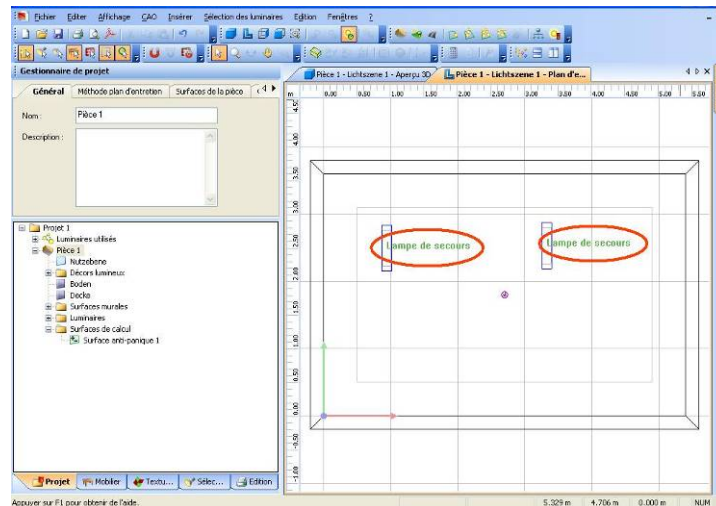 Fichier Editer Affichage CAO Insérer Sélection des luminaires Edition Fenêtres ?
Gestionnaire de projet
Pièce 1 - Lichtszene 1 - Aperçu 3D
Pièce 1 - Lichtszene 1 - Plan d'e...
Général Méthode plan d'entretien Surfaces de la pièce
Nom :
Pièce 1
Description :
m 0.00 0.50 1.00 1.50 2.00 2.50 3.00 3.50 4.00 4.50 5.00 5.50
4.50
4.00
3.50
3.00
2.50
2.00
1.50
1.00
0.50
0.00
-0.50
-1.00
Lampe de secours
Lampe de secours
Projet 1
Luminaires utilisés
Pièce 1
Nutzebene
Décors lumineux
Boden
Decke
Surfaces murales
Luminaires
Surfaces de calcul
Surface anti-panique 1
Projet Mobilier Textu... Sélec... Edition
Appuyer sur F1 pour obtenir de l'aide.
5.329 m 4.706 m 0.000 m NUM